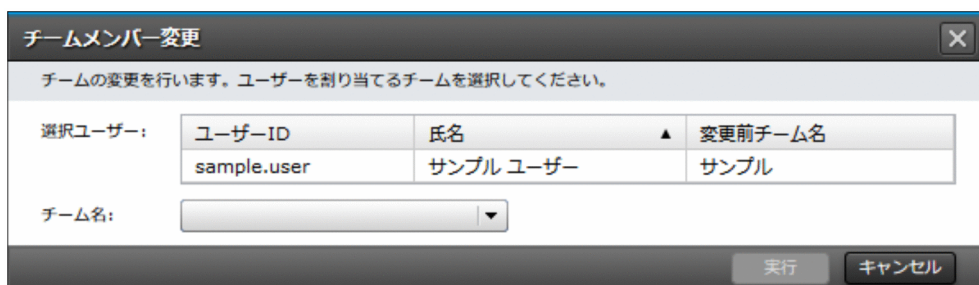 チームメンバー変更
チームの変更を行います。ユーザーを割り当てるチームを選択してください。
選択ユーザー: ユーザーID 氏名 ▲ 変更前チーム名
sample.user サンプル ユーザー サンプル
チーム名:
実行 キャンセル